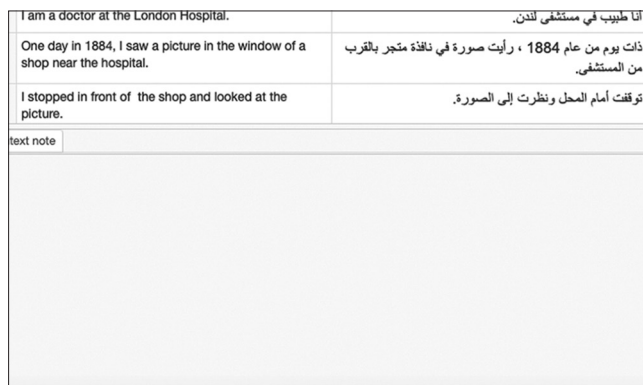 I am a doctor at the London Hospital.
أنا طبيب في مستشفى لندن.
One day in 1884, I saw a picture in the window of a
shop near the hospital.
ذات يوم من عام 1884 ، رأيت صورة في نافذة متجر بالقرب
من المستشفى.
I stopped in front of the shop and looked at the
picture.
توقفت أمام المحل ونظرت إلى الصورة.
text note